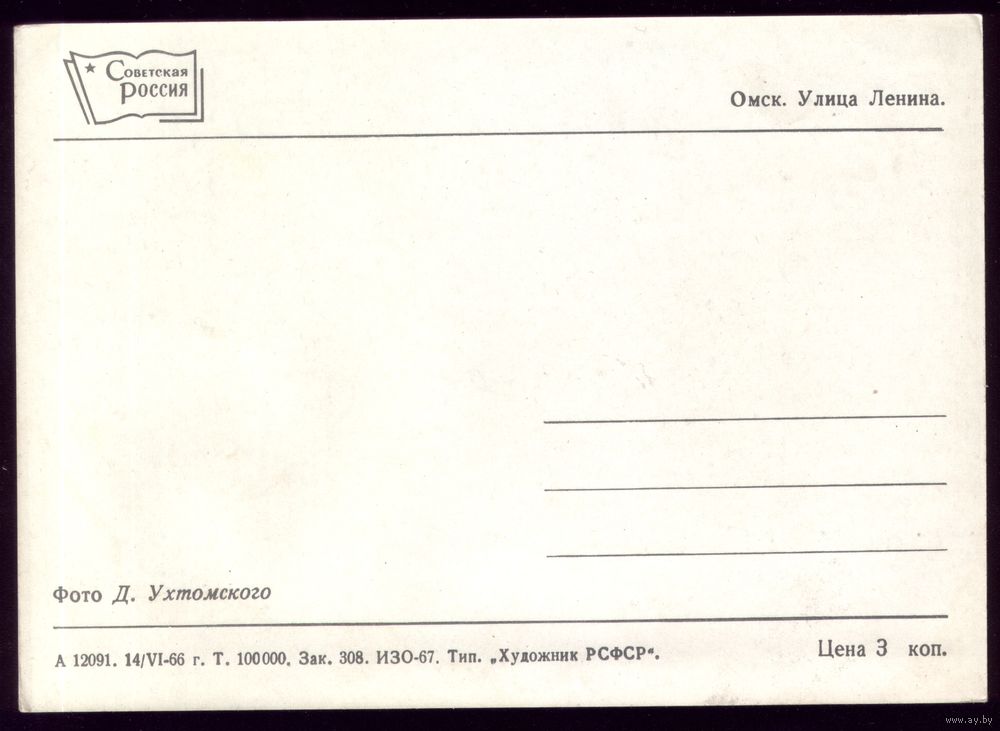 Советская
Россия
Омск. Улица Ленина.
Фото Д. Ухтомского
А 12091. 14/VI-66 г. Т. 100000. Зак. 308. ИЗО-67. Тип. „Художник РСФСР“.
Цена 3 коп.
www.ay.by